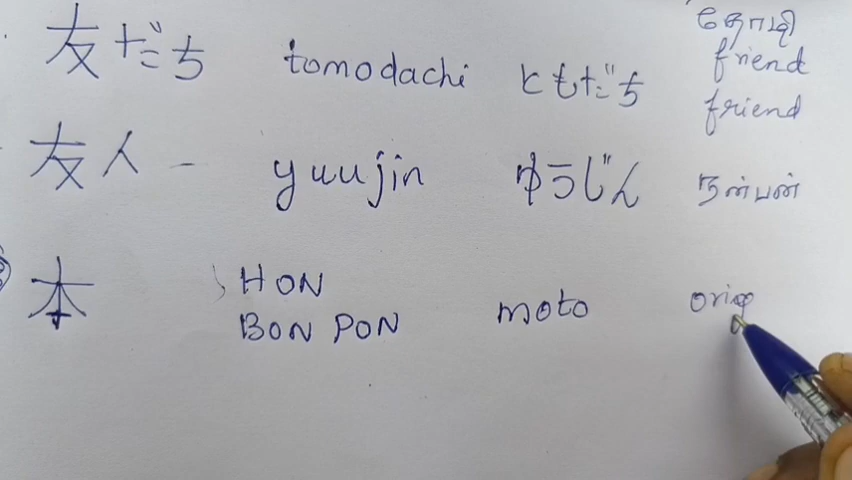 தோழி
友だち tomodachi ともだち friend
friend
友人 - yuujin ゆうじん நண்பன்
本 HON moto
BON PON